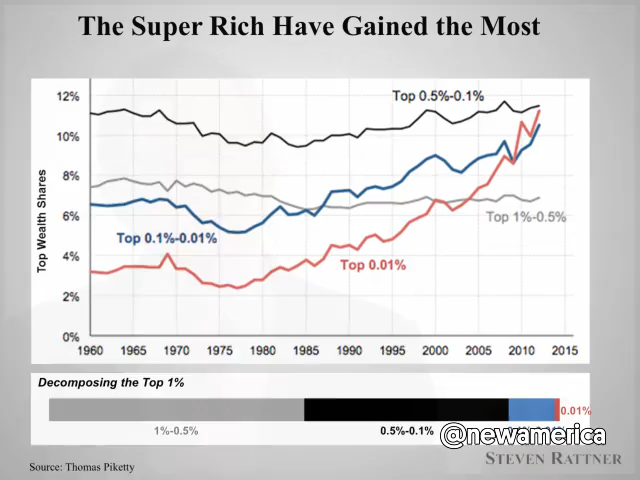 The Super Rich Have Gained the Most
Top Wealth Shares
12%
10%
8%
6%
4%
2%
0%
Top 0.5%-0.1%
Top 1%-0.5%
Top 0.1%-0.01%
Top 0.01%
1960 1965 1970 1975 1980 1985 1990 1995 2000 2005 2010 2015
Decomposing the Top 1%
0.01%
1%-0.5% 0.5%-0.1%
@newamerica
STEVEN RATTNER
Source: Thomas Piketty